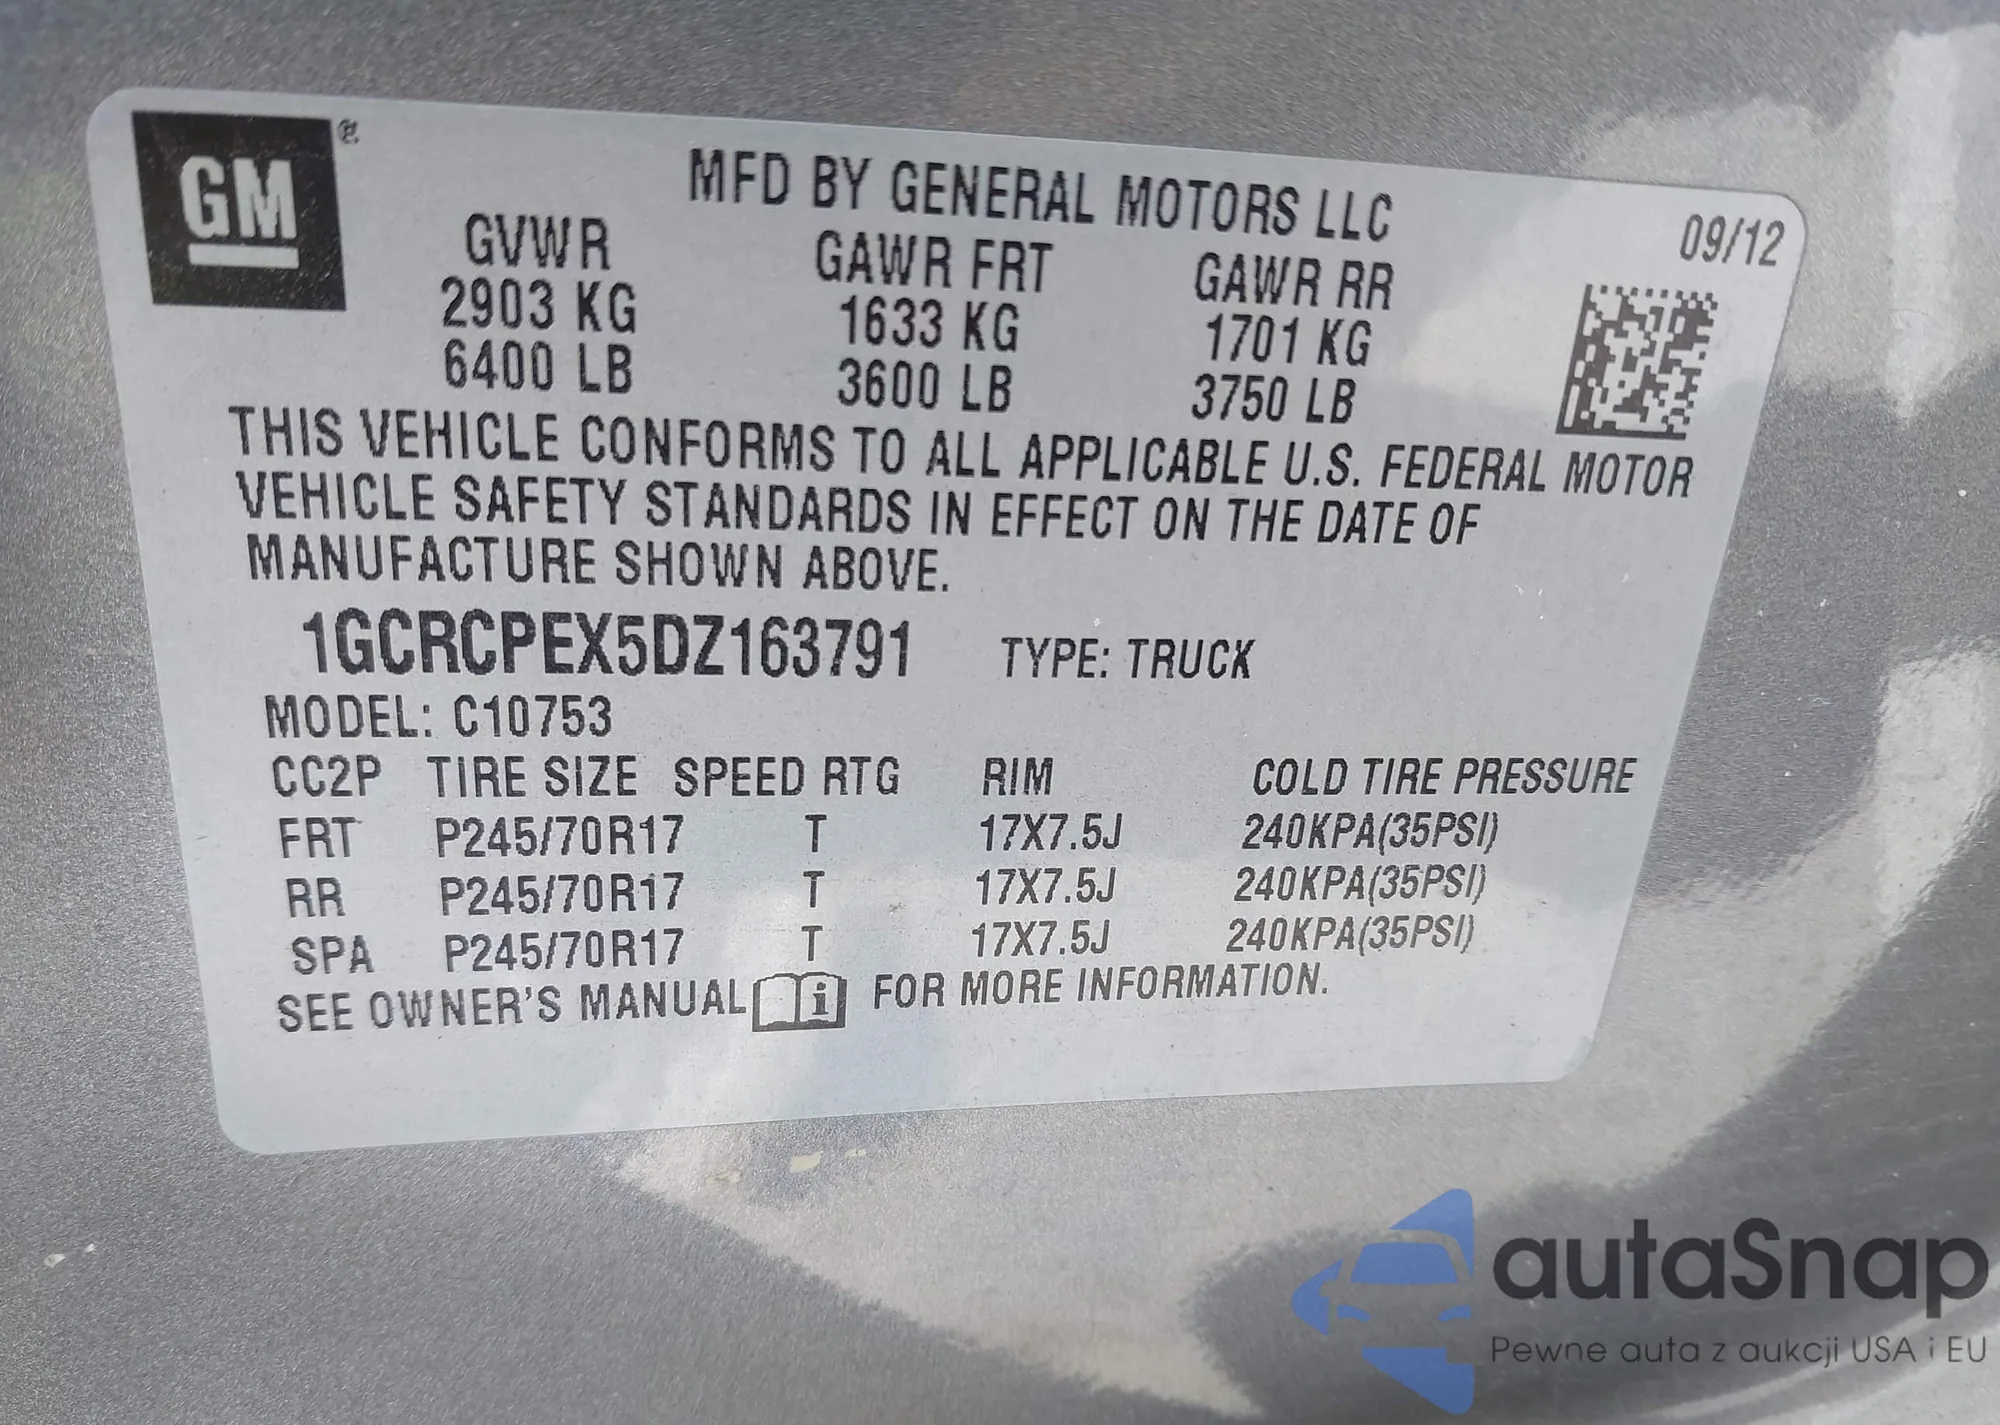 GM®
MFD BY GENERAL MOTORS LLC
09/12
GVWR GAWR FRT GAWR RR
2903 KG 1633 KG 1701 KG
6400 LB 3600 LB 3750 LB
THIS VEHICLE CONFORMS TO ALL APPLICABLE U.S. FEDERAL MOTOR
VEHICLE SAFETY STANDARDS IN EFFECT ON THE DATE OF
MANUFACTURE SHOWN ABOVE.
1GCRCPEX5DZ163791 TYPE: TRUCK
MODEL: C10753
CC2P TIRE SIZE SPEED RTG RIM COLD TIRE PRESSURE
FRT P245/70R17 T 17X7.5J 240KPA(35PSI)
RR P245/70R17 T 17X7.5J 240KPA(35PSI)
SPA P245/70R17 T 17X7.5J 240KPA(35PSI)
SEE OWNER'S MANUAL i FOR MORE INFORMATION.
autaSnap
Pewne auta z aukcji USA i EU